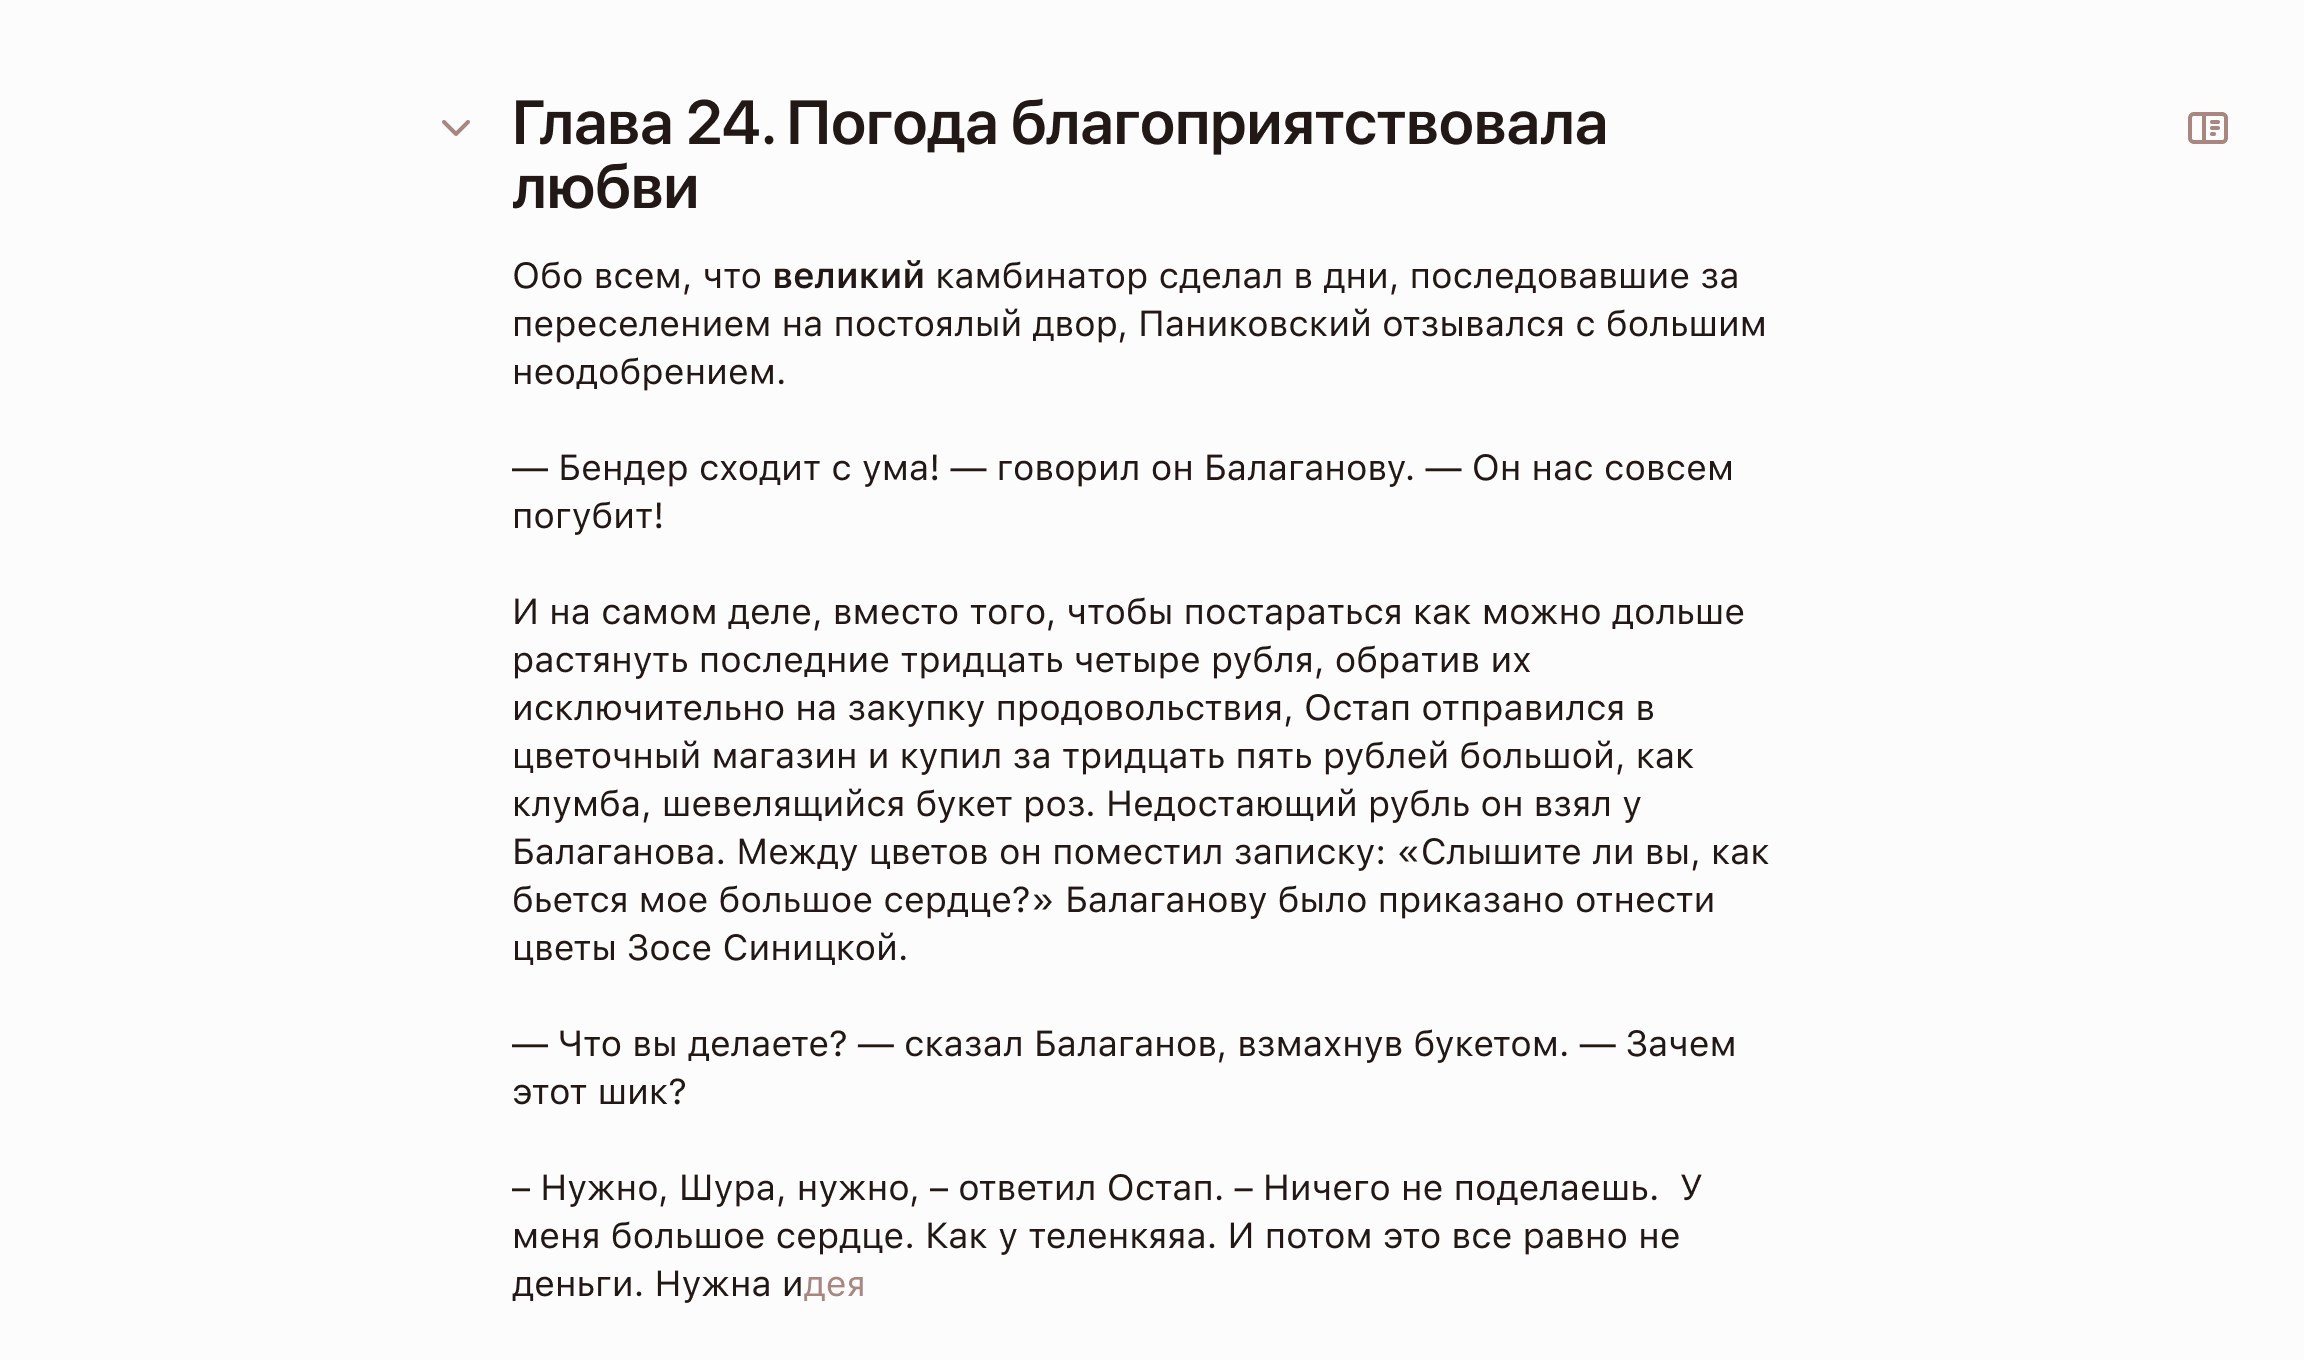 Глава 24. Погода благоприятствовала
любви
Обо всем, что великий камбинатор сделал в дни, последовавшие за
переселением на постоялый двор, Паниковский отзывался с большим
неодобрением.
— Бендер сходит с ума! — говорил он Балаганову. — Он нас совсем
погубит!
И на самом деле, вместо того, чтобы постараться как можно дольше
растянуть последние тридцать четыре рубля, обратив их
исключительно на закупку продовольствия, Остап отправился в
цветочный магазин и купил за тридцать пять рублей большой, как
клумба, шевелящийся букет роз. Недостающий рубль он взял у
Балаганова. Между цветов он поместил записку: «Слышите ли вы, как
бьется мое большое сердце?» Балаганову было приказано отнести
цветы Зосе Синицкой.
— Что вы делаете? — сказал Балаганов, взмахнув букетом. — Зачем
этот шик?
– Нужно, Шура, нужно, – ответил Остап. – Ничего не поделаешь.  У
меня большое сердце. Как у теленкяяа. И потом это все равно не
деньги. Нужна идея